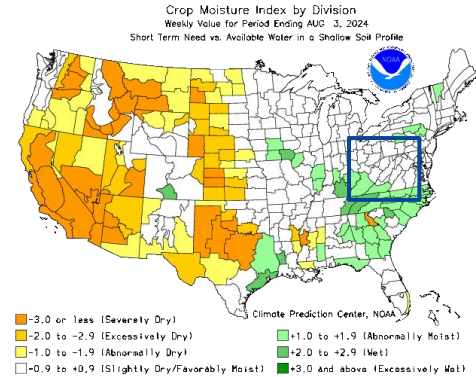 Crop Moisture Index by Division
Weekly Value for Period Ending AUG 3, 2024
Short Term Need vs. Available Water in a Shallow Soil Profile
NOAA
Climate Prediction Center, NOAA
-3.0 or less (Severely Dry)
-2.0 to -2.9 (Excessively Dry)
-1.0 to -1.9 (Abnormally Dry)
-0.9 to +0.9 (Slightly Dry/Favorably Moist)
+1.0 to +1.9 (Abnormally Moist)
+2.0 to +2.9 (Wet)
+3.0 and above (Excessively Wet)